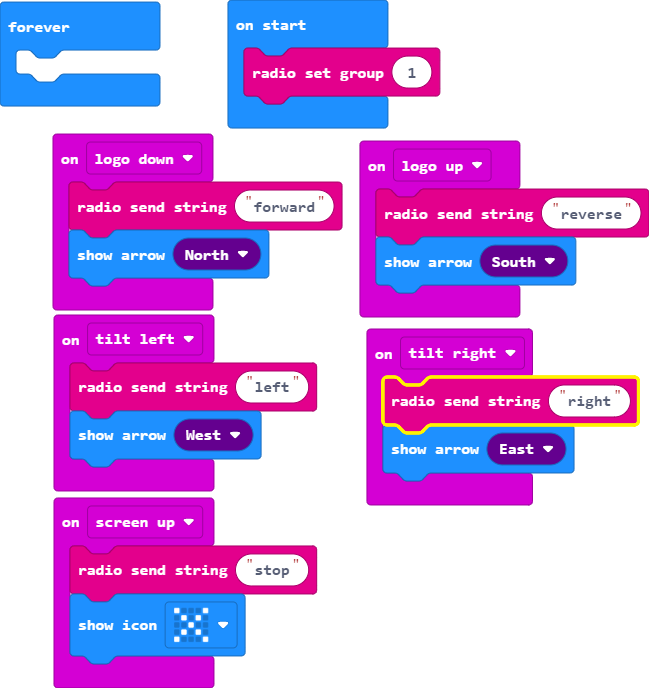 forever
on start
radio set group 1
on logo down
radio send string "forward"
show arrow North
on logo up
radio send string "reverse"
show arrow South
on tilt left
radio send string "left"
show arrow West
on tilt right
radio send string "right"
show arrow East
on screen up
radio send string "stop"
show icon